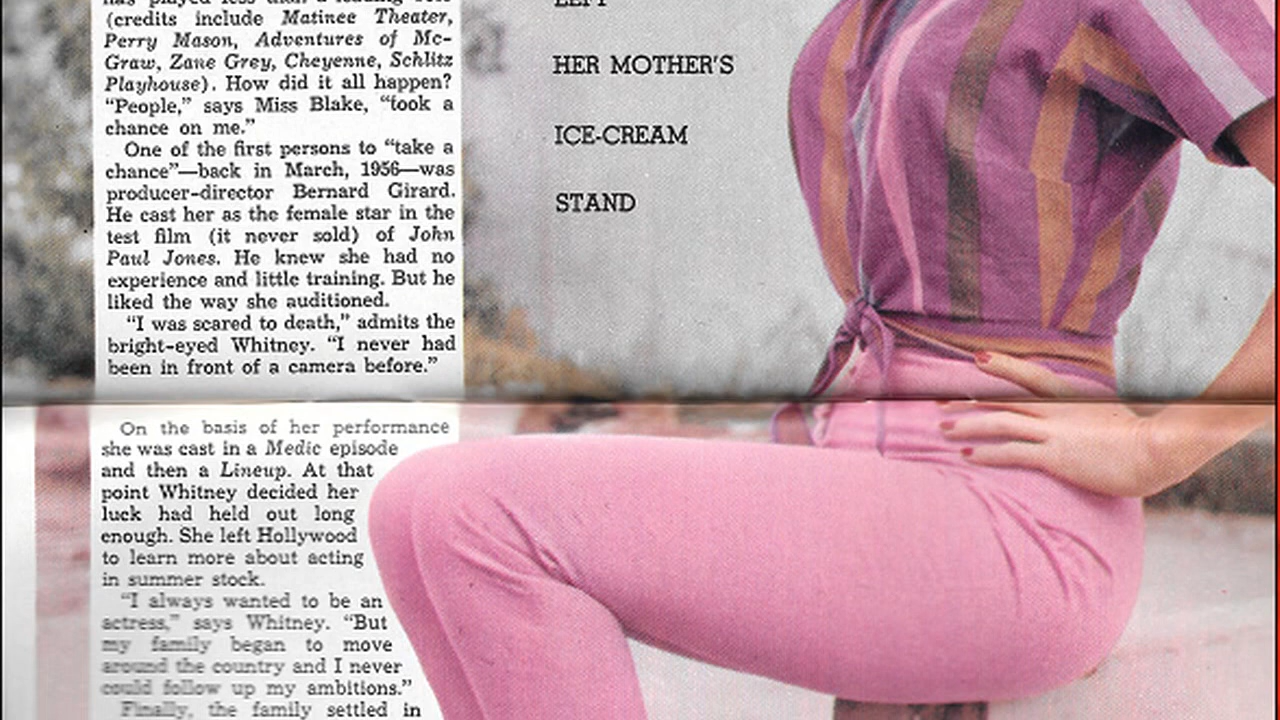 has played less than a leading role
(credits include Matinee Theater,
Perry Mason, Adventures of Mc-
Graw, Zane Grey, Cheyenne, Schlitz
Playhouse). How did it all happen?
“People,” says Miss Blake, “took a
chance on me.”
One of the first persons to “take a
chance”—back in March, 1956—was
producer-director Bernard Girard.
He cast her as the female star in the
test film (it never sold) of John
Paul Jones. He knew she had no
experience and little training. But he
liked the way she auditioned.
“I was scared to death,” admits the
bright-eyed Whitney. “I never had
been in front of a camera before.”
On the basis of her performance
she was cast in a Medic episode
and then a Lineup. At that
point Whitney decided her
luck had held out long
enough. She left Hollywood
to learn more about acting
in summer stock.
“I always wanted to be an
actress,” says Whitney. “But
my family began to move
around the country and I never
could follow up my ambitions.”
Finally, the family settled in
LEFT
HER MOTHER'S
ICE-CREAM
STAND